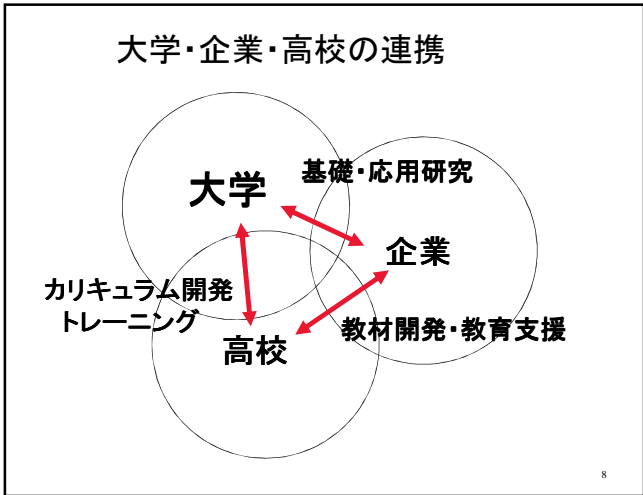 大学・企業・高校の連携
大学
基礎・応用研究
企業
カリキュラム開発
トレーニング
高校
教材開発・教育支援
8